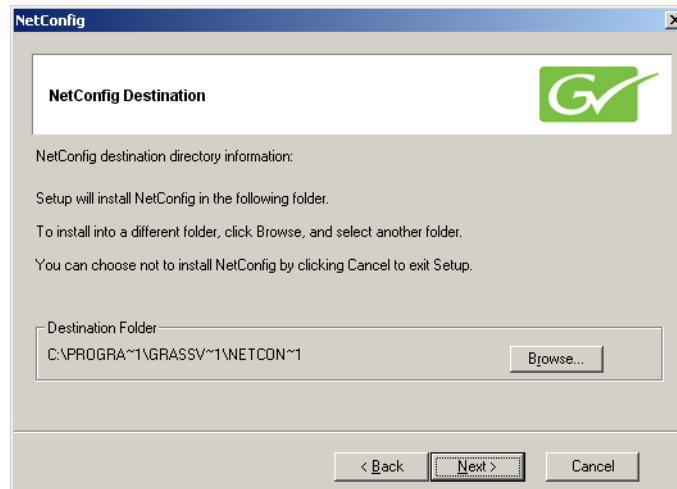 NetConfig
NetConfig Destination
NetConfig destination directory information:
Setup will install NetConfig in the following folder.
To install into a different folder, click Browse, and select another folder.
You can choose not to install NetConfig by clicking Cancel to exit Setup.
Destination Folder
C:\PROGRA~1\GRASSV~1\NETCON~1
Browse...
< Back Next > Cancel